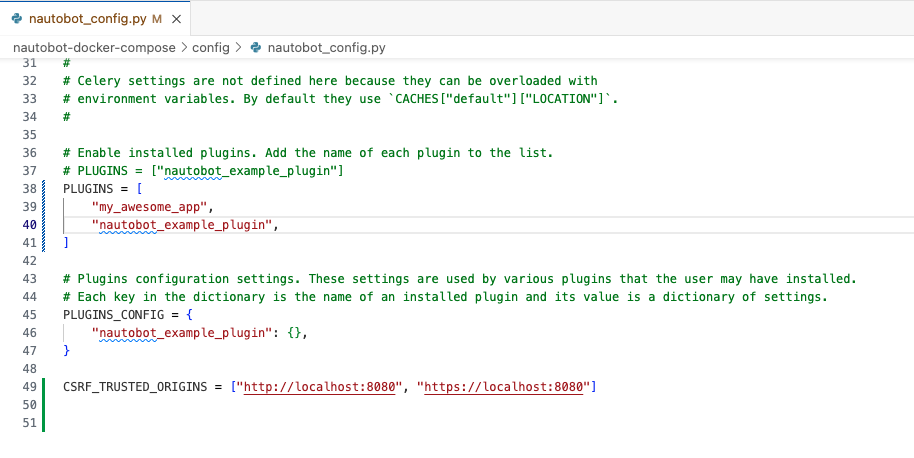 nautobot_config.py M ×
nautobot-docker-compose > config > nautobot_config.py
31 #
32 # Celery settings are not defined here because they can be overloaded with
33 # environment variables. By default they use `CACHES["default"]["LOCATION"]`.
34 #
35
36 # Enable installed plugins. Add the name of each plugin to the list.
37 # PLUGINS = ["nautobot_example_plugin"]
38 PLUGINS = [
39     "my_awesome_app",
40     "nautobot_example_plugin",
41 ]
42
43 # Plugins configuration settings. These settings are used by various plugins that the user may have installed.
44 # Each key in the dictionary is the name of an installed plugin and its value is a dictionary of settings.
45 PLUGINS_CONFIG = {
46     "nautobot_example_plugin": {},
47 }
48
49 CSRF_TRUSTED_ORIGINS = ["http://localhost:8080", "https://localhost:8080"]
50
51